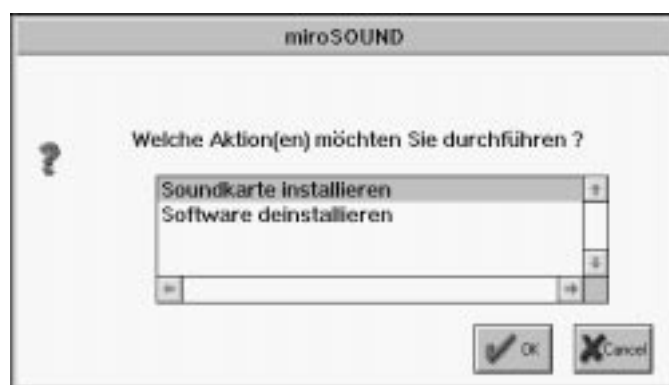 miroSOUND
Welche Aktion(en) möchten Sie durchführen ?
Soundkarte installieren
Software deinstallieren
OK
Cancel